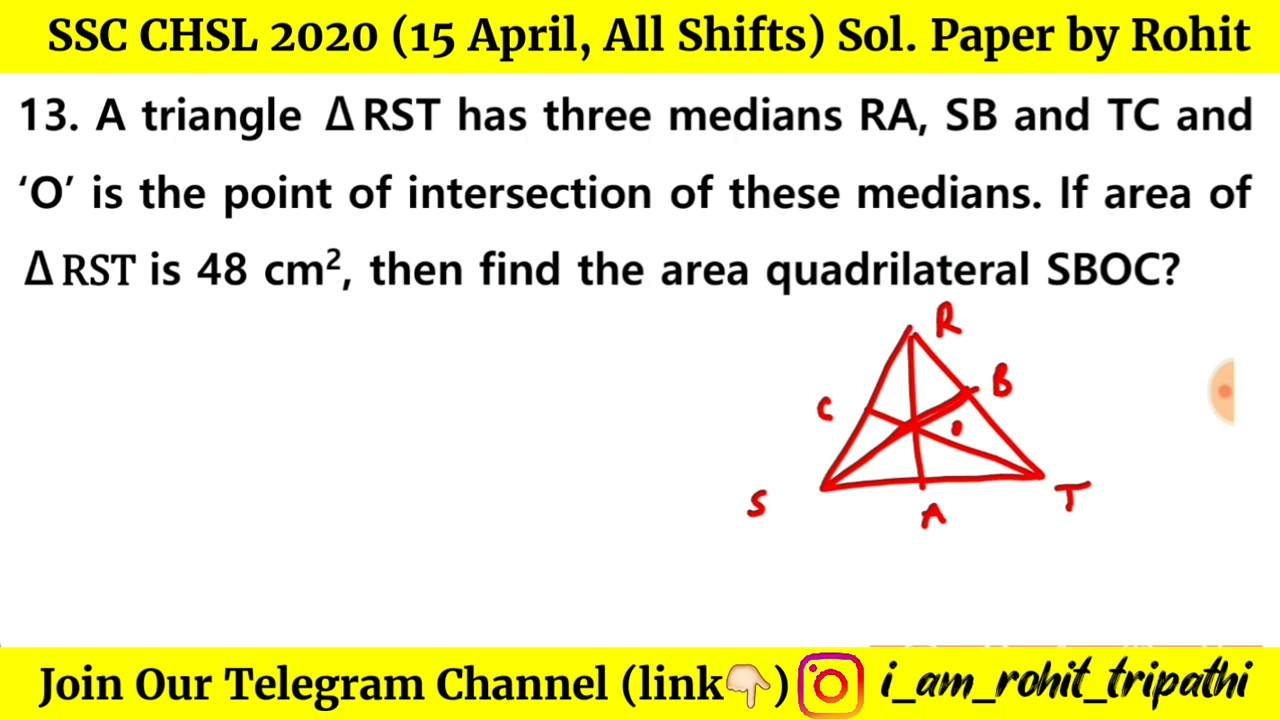 SSC CHSL 2020 (15 April, All Shifts) Sol. Paper by Rohit
13. A triangle Δ RST has three medians RA, SB and TC and
‘O’ is the point of intersection of these medians. If area of
Δ RST is 48 cm², then find the area quadrilateral SBOC?
R
B
C
O
S
A
T
Join Our Telegram Channel (link👇) i_am_rohit_tripathi